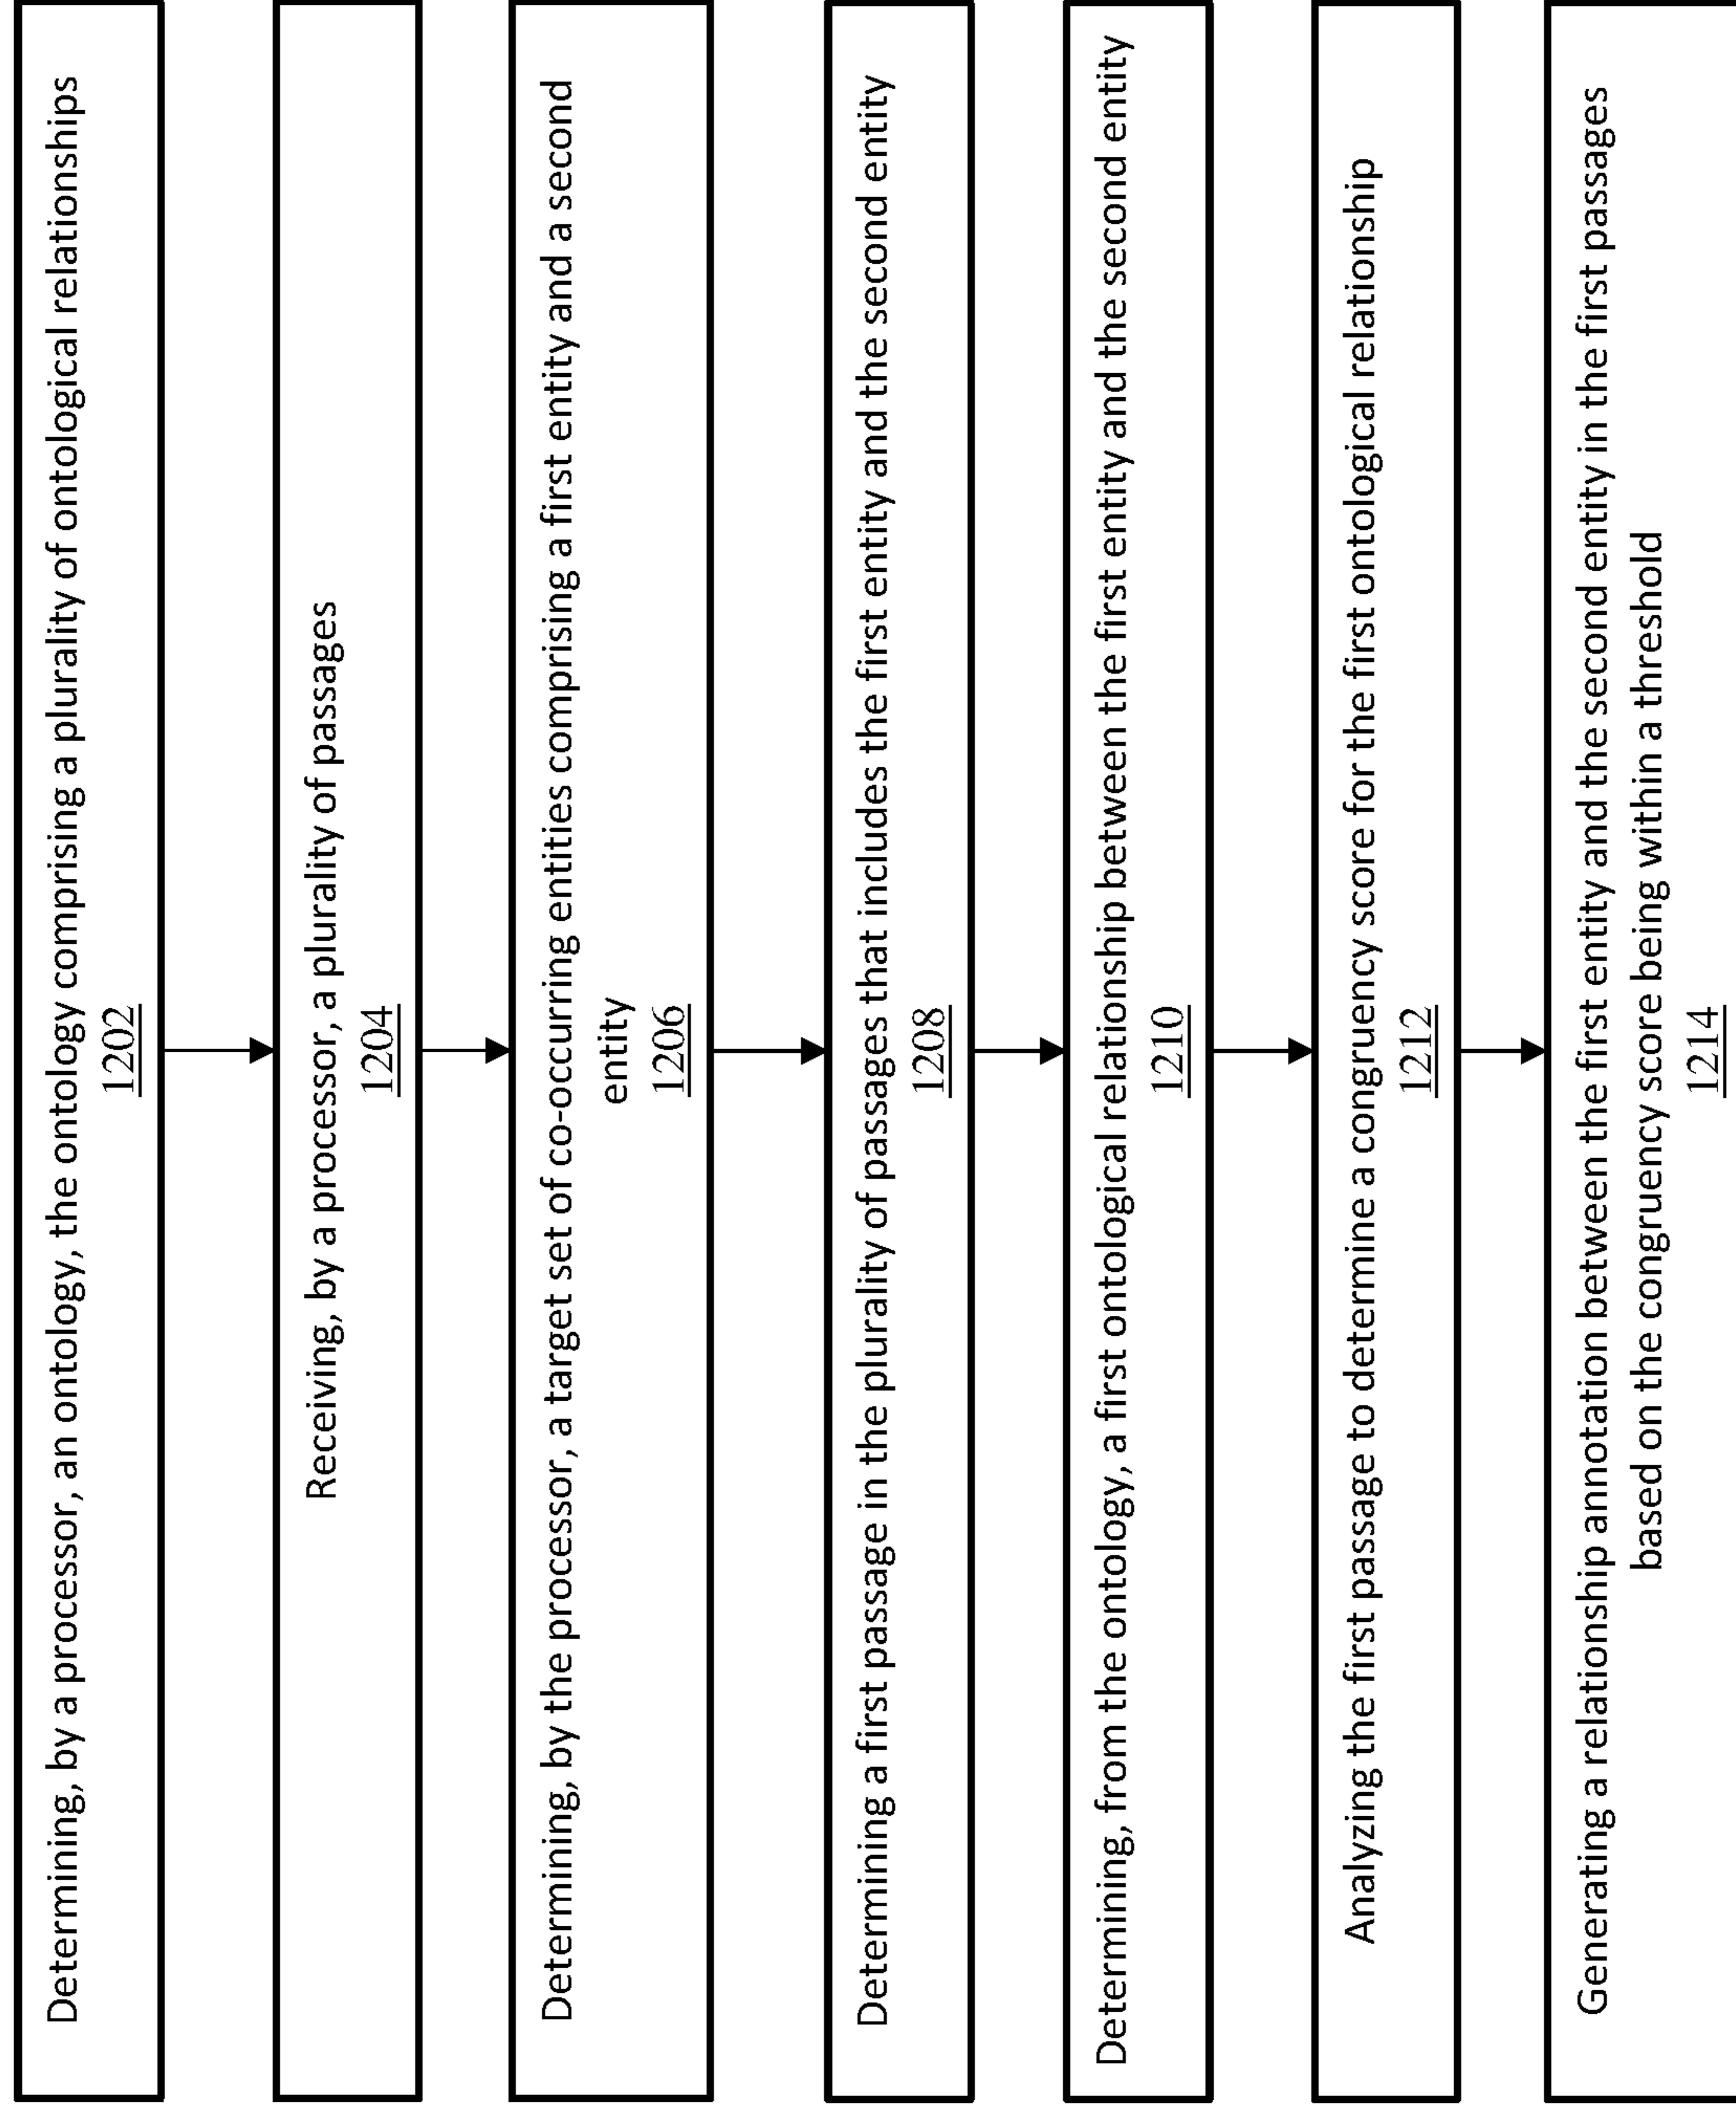 Determining, by a processor, an ontology, the ontology comprising a plurality of ontological relationships
1202
Receiving, by a processor, a plurality of passages
1204
Determining, by the processor, a target set of co-occurring entities comprising a first entity and a second
entity
1206
Determining a first passage in the plurality of passages that includes the first entity and the second entity
1208
Determining, from the ontology, a first ontological relationship between the first entity and the second entity
1210
Analyzing the first passage to determine a congruency score for the first ontological relationship
1212
Generating a relationship annotation between the first entity and the second entity in the first passages
based on the congruency score being within a threshold
1214